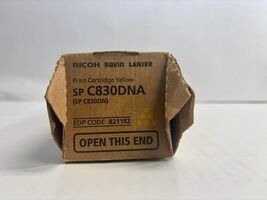 RICOH SAVIN LANIER
Print Cartridge Yellow
SP C830DNA
(SP C830DN)
EDP CODE 821182
OPEN THIS END